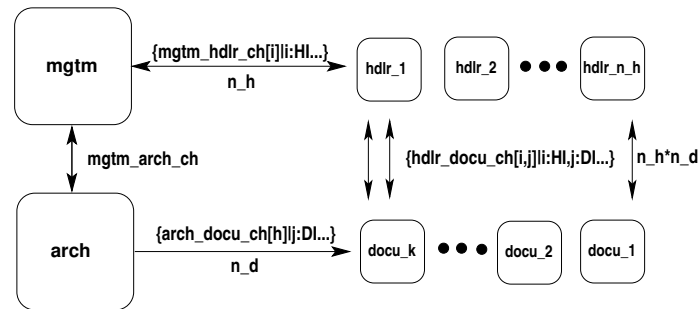 mgtm
{mgtm_hdlr_ch[i]|i:HI...}
n_h
hdlr_1
hdlr_2
hdlr_n_h
mgtm_arch_ch
{hdlr_docu_ch[i,j]|i:HI,j:DI...}
n_h*n_d
arch
{arch_docu_ch[h]|j:DI...}
n_d
docu_k
docu_2
docu_1